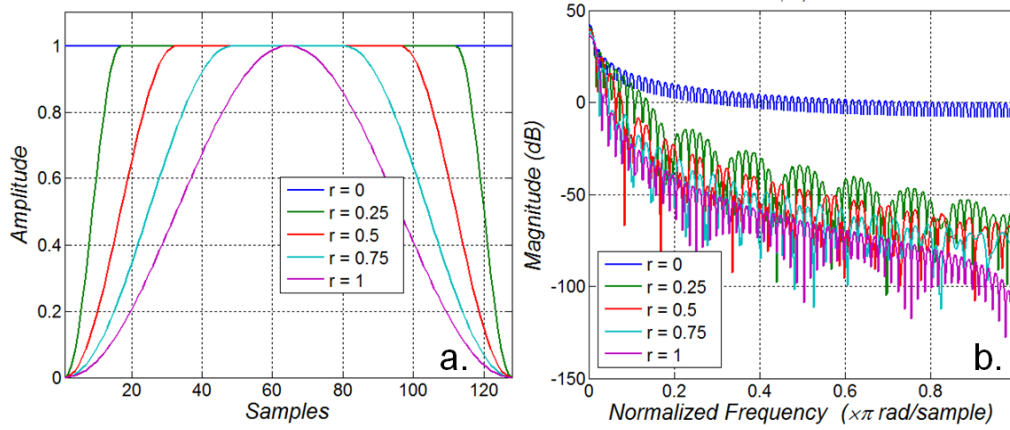 1
0.8
0.6
0.4
0.2
0
20
40
60
80
100
120
Amplitude
Samples
r = 0
r = 0.25
r = 0.5
r = 0.75
r = 1
a.
50
0
-50
-100
-150
0
0.2
0.4
0.6
0.8
Magnitude (dB)
Normalized Frequency (×π rad/sample)
r = 0
r = 0.25
r = 0.5
r = 0.75
r = 1
b.